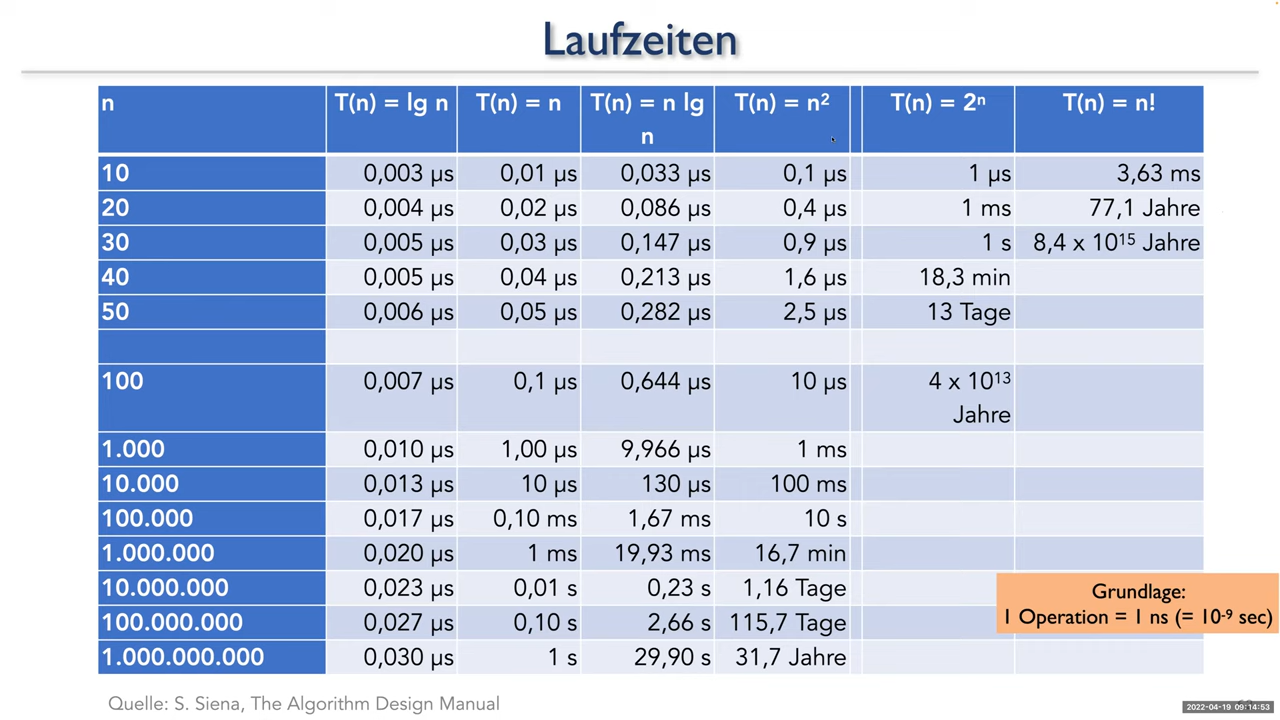 Laufzeiten
n T(n) = lg n T(n) = n T(n) = n lg n T(n) = n² T(n) = 2ⁿ T(n) = n!
10 0,003 µs 0,01 µs 0,033 µs 0,1 µs 1 µs 3,63 ms
20 0,004 µs 0,02 µs 0,086 µs 0,4 µs 1 ms 77,1 Jahre
30 0,005 µs 0,03 µs 0,147 µs 0,9 µs 1 s 8,4 x 10¹⁵ Jahre
40 0,005 µs 0,04 µs 0,213 µs 1,6 µs 18,3 min
50 0,006 µs 0,05 µs 0,282 µs 2,5 µs 13 Tage
100 0,007 µs 0,1 µs 0,644 µs 10 µs 4 x 10¹³ Jahre
1.000 0,010 µs 1,00 µs 9,966 µs 1 ms
10.000 0,013 µs 10 µs 130 µs 100 ms
100.000 0,017 µs 0,10 ms 1,67 ms 10 s
1.000.000 0,020 µs 1 ms 19,93 ms 16,7 min
10.000.000 0,023 µs 0,01 s 0,23 s 1,16 Tage
100.000.000 0,027 µs 0,10 s 2,66 s 115,7 Tage
1.000.000.000 0,030 µs 1 s 29,90 s 31,7 Jahre
Grundlage:
1 Operation = 1 ns (= 10⁻⁹ sec)
Quelle: S. Siena, The Algorithm Design Manual
2022-04-19 09:14:53